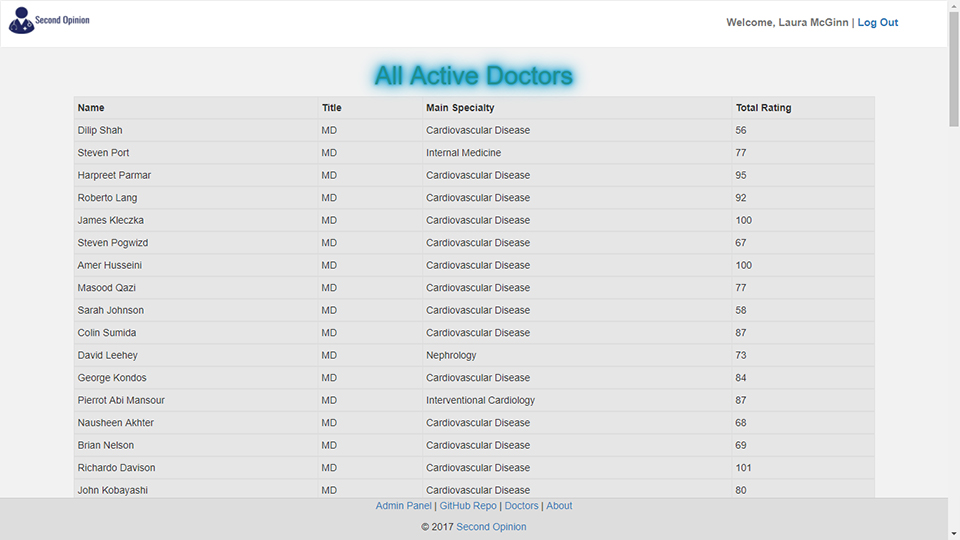 Second Opinion
Welcome, Laura McGinn | Log Out
All Active Doctors
Name Title Main Specialty Total Rating
Dilip Shah MD Cardiovascular Disease 56
Steven Port MD Internal Medicine 77
Harpreet Parmar MD Cardiovascular Disease 95
Roberto Lang MD Cardiovascular Disease 92
James Kleczka MD Cardiovascular Disease 100
Steven Pogwizd MD Cardiovascular Disease 67
Amer Husseini MD Cardiovascular Disease 100
Masood Qazi MD Cardiovascular Disease 77
Sarah Johnson MD Cardiovascular Disease 58
Colin Sumida MD Cardiovascular Disease 87
David Leehey MD Nephrology 73
George Kondos MD Cardiovascular Disease 84
Pierrot Abi Mansour MD Interventional Cardiology 87
Nausheen Akhter MD Cardiovascular Disease 68
Brian Nelson MD Cardiovascular Disease 69
Richardo Davison MD Cardiovascular Disease 101
John Kobayashi MD Cardiovascular Disease 80
Admin Panel | GitHub Repo | Doctors | About
© 2017 Second Opinion